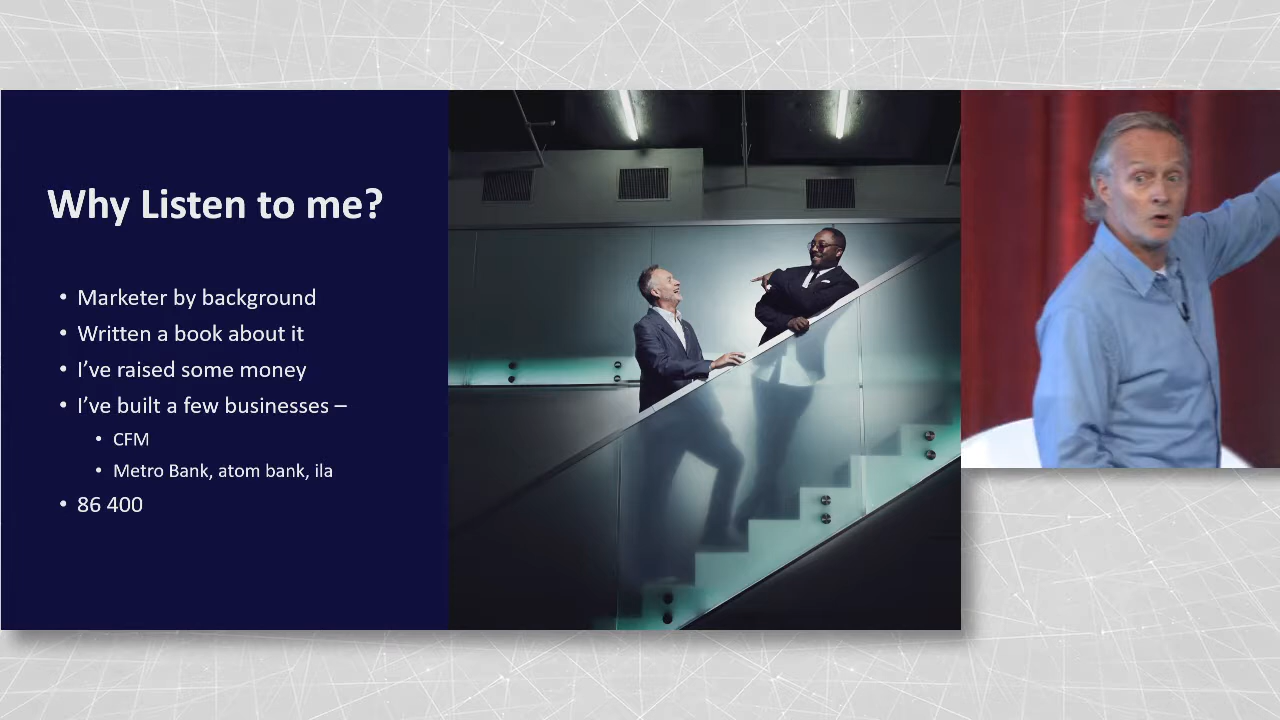 Why Listen to me?
• Marketer by background
• Written a book about it
• I’ve raised some money
• I’ve built a few businesses –
• CFM
• Metro Bank, atom bank, ila
• 86 400